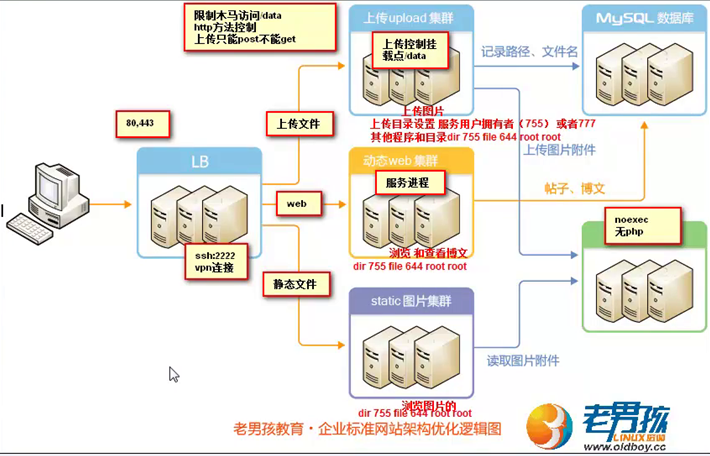 限制木马访问/data
http方法控制
上传只能post不能get
上传upload 集群
上传控制挂
载点/data
MySQL 数据库
记录路径、文件名
80,443
上传文件
上传图片
上传目录设置 服务用户拥有者（755）或者777
其他程序和目录dir 755 file 644 root root
上传图片附件
LB
ssh:2222
vpn连接
web
动态web 集群
服务进程
浏览 和查看博文
dir 755 file 644 root root
帖子、博文
noexec
无php
静态文件
static 图片集群
浏览图片的
dir 755 file 644 root root
读取图片附件
老男孩教育·企业标准网站架构优化逻辑图
老男孩
LINUX培训
www.oldboy.cc